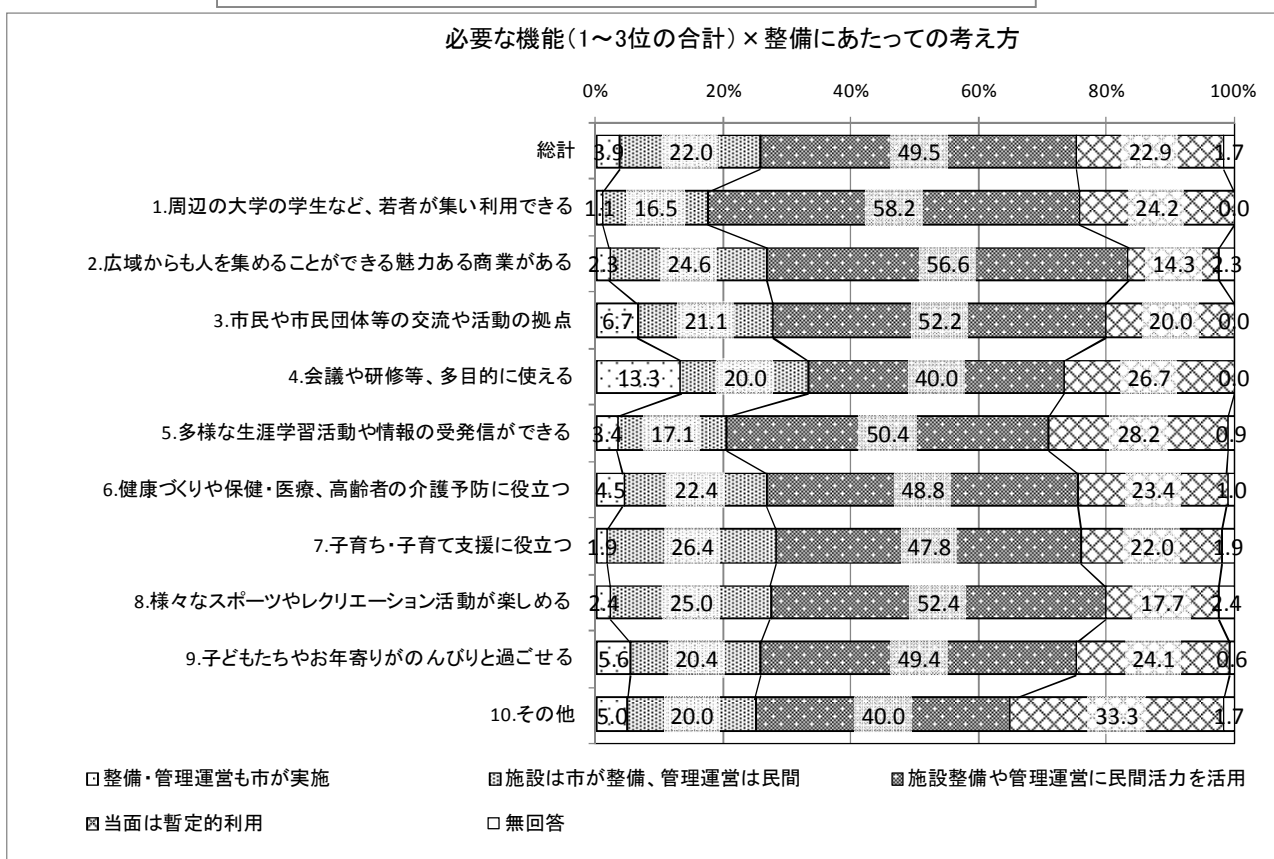 必要な機能(1～3位の合計)×整備にあたっての考え方
0% 20% 40% 60% 80% 100%
総計 3.9 22.0 49.5 22.9 1.7
1.周辺の大学の学生など、若者が集い利用できる 1.1 16.5 58.2 24.2 0.0
2.広域からも人を集めることができる魅力ある商業がある 2.3 24.6 56.6 14.3 2.3
3.市民や市民団体等の交流や活動の拠点 6.7 21.1 52.2 20.0 0.0
4.会議や研修等、多目的に使える 13.3 20.0 40.0 26.7 0.0
5.多様な生涯学習活動や情報の受発信ができる 3.4 17.1 50.4 28.2 0.9
6.健康づくりや保健・医療、高齢者の介護予防に役立つ 4.5 22.4 48.8 23.4 1.0
7.子育ち・子育て支援に役立つ 1.9 26.4 47.8 22.0 1.9
8.様々なスポーツやレクリエーション活動が楽しめる 2.4 25.0 52.4 17.7 2.4
9.子どもたちやお年寄りがのんびりと過ごせる 5.6 20.4 49.4 24.1 0.6
10.その他 5.0 20.0 40.0 33.3 1.7
整備・管理運営も市が実施 施設は市が整備、管理運営は民間 施設整備や管理運営に民間活力を活用
当面は暫定的利用 無回答